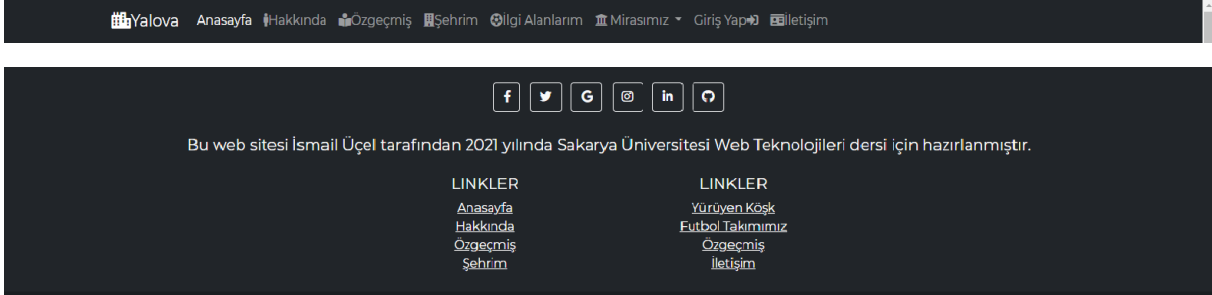 Yalova Anasayfa Hakkında Özgeçmiş Şehrim İlgi Alanlarım Mirasımız Giriş Yap İletişim
Bu web sitesi İsmail Üçel tarafından 2021 yılında Sakarya Üniversitesi Web Teknolojileri dersi için hazırlanmıştır.
LINKLER LINKLER
Anasayfa Yürüyen Köşk
Hakkında Futbol Takımımız
Özgeçmiş Özgeçmiş
Şehrim İletişim